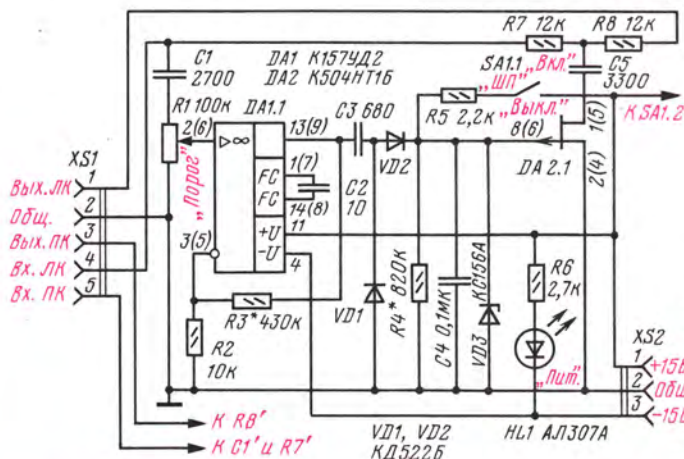 R7 12к
R8 12к
C1
2700
DA1 К157УД2
DA2 К504НТ1Б
SA1.1
„Вкл."
„ШП"
„Выкл."
C5
3300
К SA1.2
R1 100к
DA1.1
C3 680
R5 2,2к
2(6)
13(9)
8(6)
1(5)
▷∞
VD2
DA2.1
2(4)
XS1
„Порог"
1(7)
FC
FC
C2
10
14(8)
1
Вых. ЛК
2
Общ.
3
Вых. ПК
4
Вх. ЛК
5
Вх. ПК
3(5)
+U
11
-U
4
R3* 430к
R2
10к
VD1
R4* 820к
C4 0,1мк
КС156А
VD3
R6
2,7к
„Пит."
XS2
1
+15В
2
Общ
3
-15В
К R8'
К C1' и R7'
VD1, VD2
КД522Б
HL1 АЛ307А